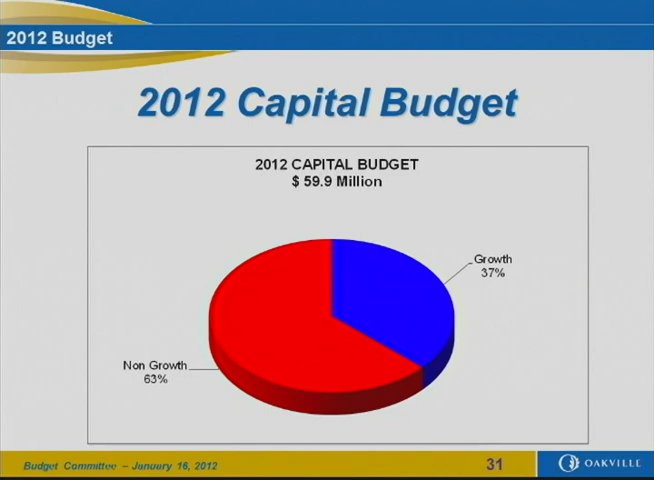 2012 Budget
2012 Capital Budget
2012 CAPITAL BUDGET
$ 59.9 Million
Growth
37%
Non Growth
63%
Budget Committee – January 16, 2012
31
OAKVILLE